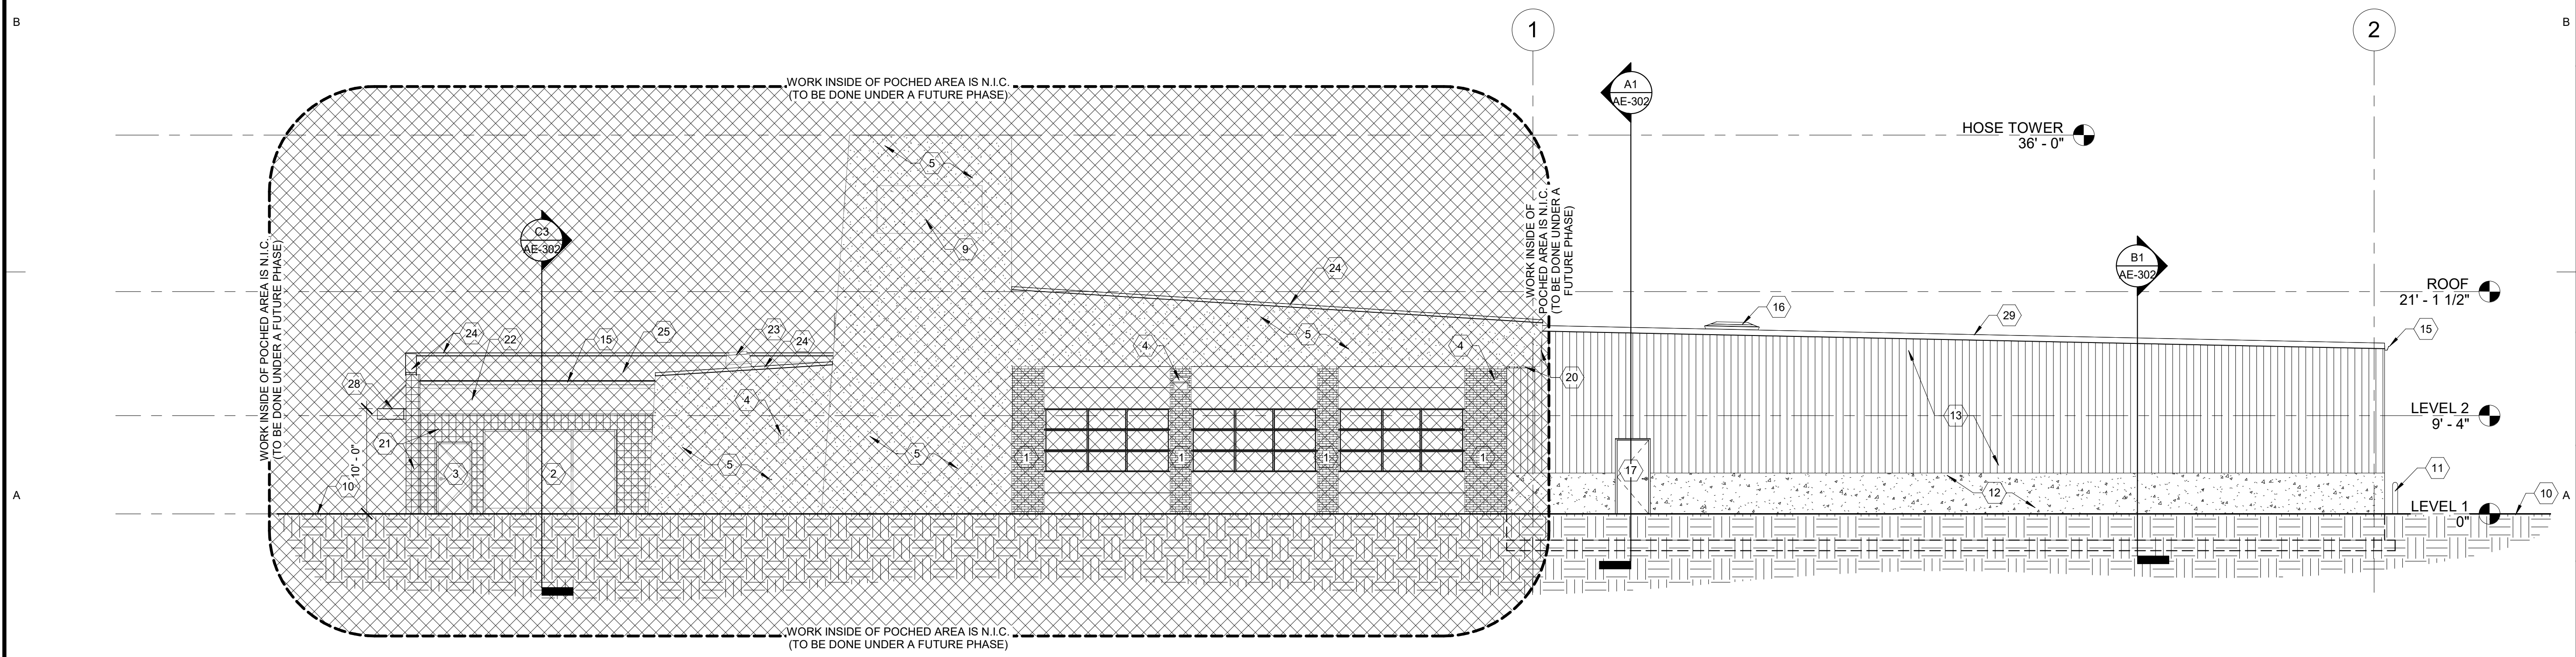 B
B
1
2
WORK INSIDE OF POCHED AREA IS N.I.C.
(TO BE DONE UNDER A FUTURE PHASE)
A1
AE-302
HOSE TOWER
36' - 0"
5
9
C3
AE-302
WORK INSIDE OF POCHED AREA IS N.I.C.
(TO BE DONE UNDER A FUTURE PHASE)
WORK INSIDE OF
POCHED AREA IS N.I.C.
(TO BE DONE UNDER A
FUTURE PHASE)
B1
AE-302
24
ROOF
21' - 1 1/2"
16
29
15
24
22
15
25
23
24
5
4
4
20
28
4
13
LEVEL 2
9' - 4"
21
10' - 0"
3
2
5
5
1
1
1
1
17
11
10
12
10
A
A
LEVEL 1
0"
WORK INSIDE OF POCHED AREA IS N.I.C.
(TO BE DONE UNDER A FUTURE PHASE)